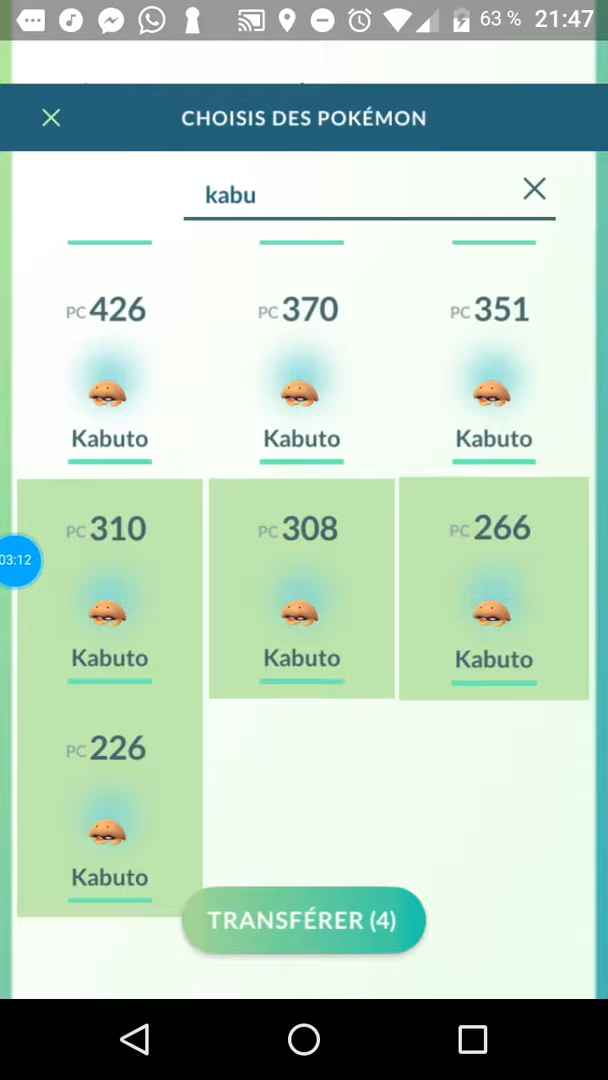 63 % 21:47
CHOISIS DES POKÉMON
kabu
PC 426 PC 370 PC 351
Kabuto Kabuto Kabuto
PC 310 PC 308 PC 266
03:12
Kabuto Kabuto Kabuto
PC 226
Kabuto
TRANSFÉRER (4)